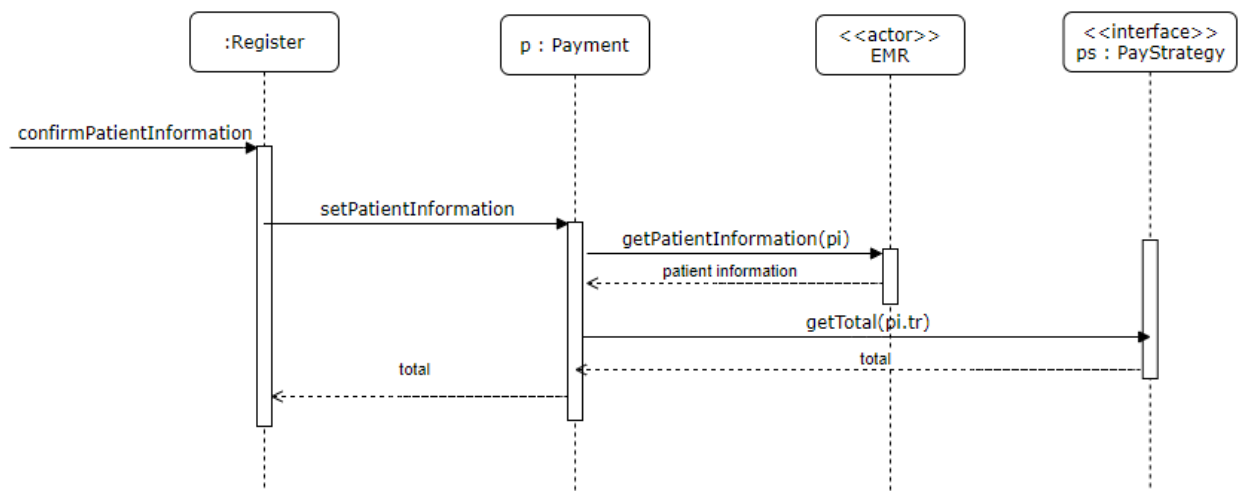 :Register
p : Payment
<<actor>>
EMR
<<interface>>
ps : PayStrategy
confirmPatientInformation
setPatientInformation
getPatientInformation(pi)
patient information
getTotal(pi.tr)
total
total